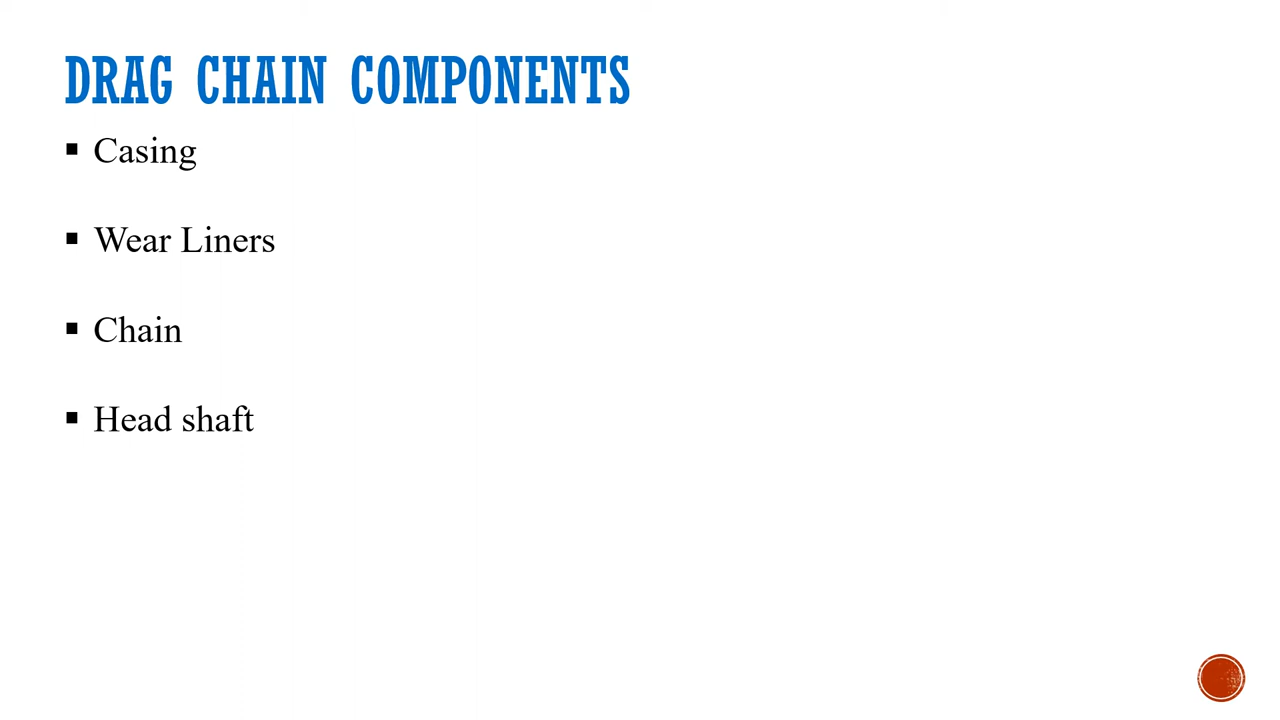 DRAG CHAIN COMPONENTS
▪ Casing
▪ Wear Liners
▪ Chain
▪ Head shaft